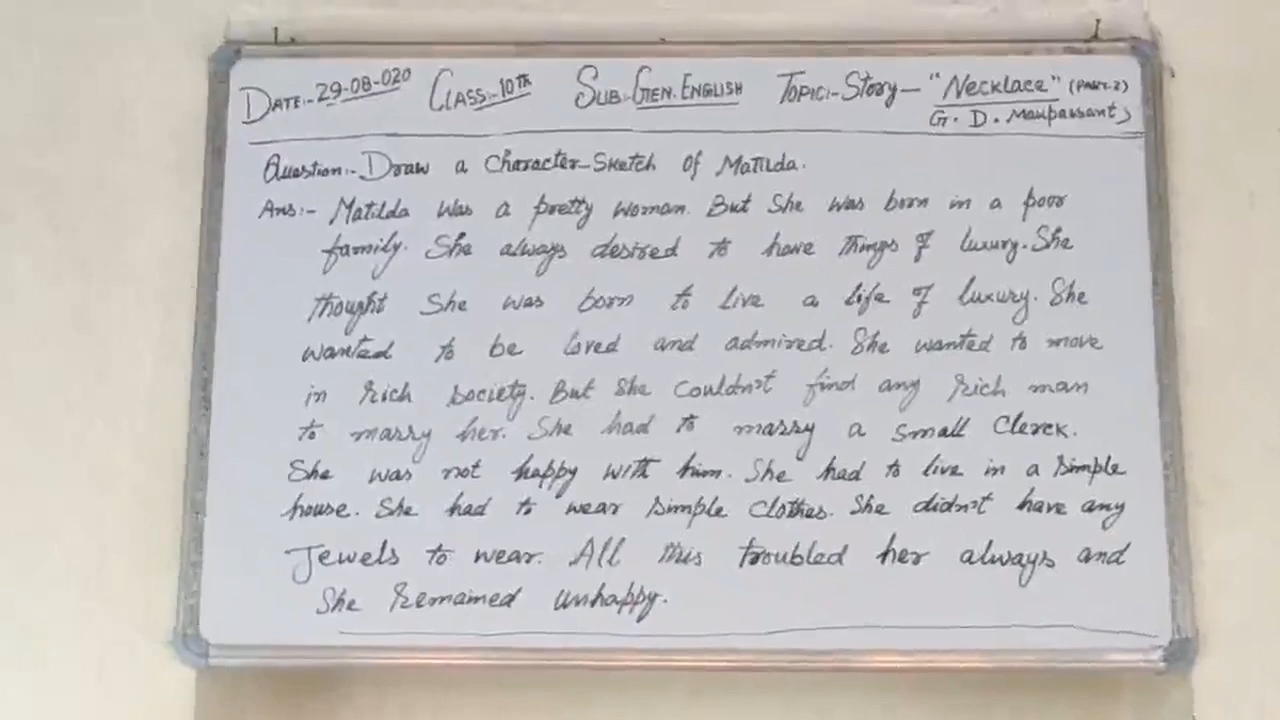 DATE:-29-08-020 CLASS:-10TH SUB:-GEN.ENGLISH TOPIC:-Story- "Necklace" (PART-2)
G. D. Maupassant)
Question:- Draw a Character-Sketch of Matilda.
Ans:- Matilda was a pretty woman. But She was born in a poor
family. She always desired to have Things of luxury. She
Thought She was born to live a life of luxury. She
wanted to be loved and admired. She wanted to move
in rich society. But She couldn't find any rich man
to marry her. She had to marry a small Clerck.
She was not happy with him. She had to live in a simple
house. She had to wear simple Clothes. She didn't have any
Jewels to wear. All This troubled her always and
She remained unhappy.